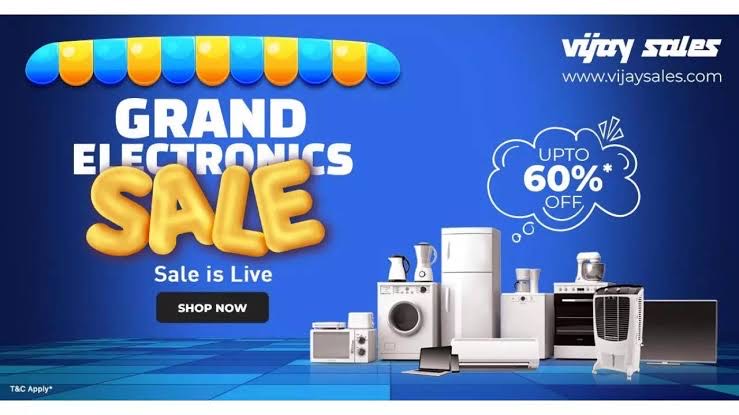 GRAND
ELECTRONICS
SALE
Sale is Live
SHOP NOW
T&C Apply*
vijay sales
www.vijaysales.com
UPTO
60%*
OFF